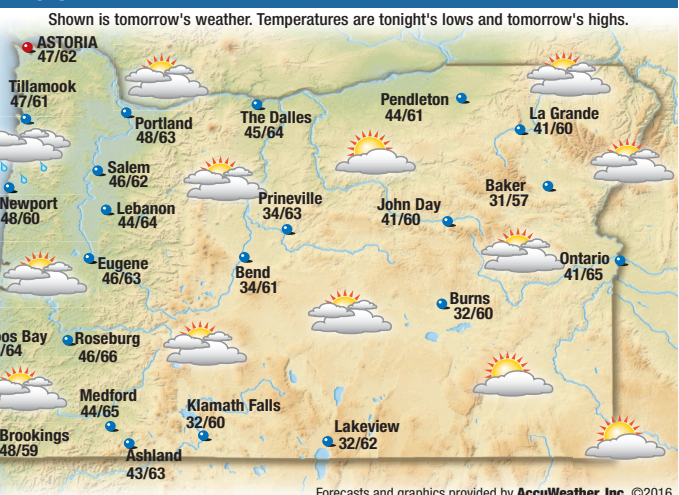 Shown is tomorrow's weather. Temperatures are tonight's lows and tomorrow's highs.
ASTORIA
47/62
Tillamook
47/61
Portland
48/63
The Dalles
45/64
Pendleton
44/61
La Grande
41/60
Salem
46/62
Newport
48/60
Lebanon
44/64
Prineville
34/63
John Day
41/60
Baker
31/57
Eugene
46/63
Bend
34/61
Ontario
41/65
Burns
32/60
oos Bay
/64
Roseburg
46/66
Medford
44/65
Klamath Falls
32/60
Lakeview
32/62
Brookings
48/59
Ashland
43/63
Forecasts and graphics provided by AccuWeather, Inc. ©2016